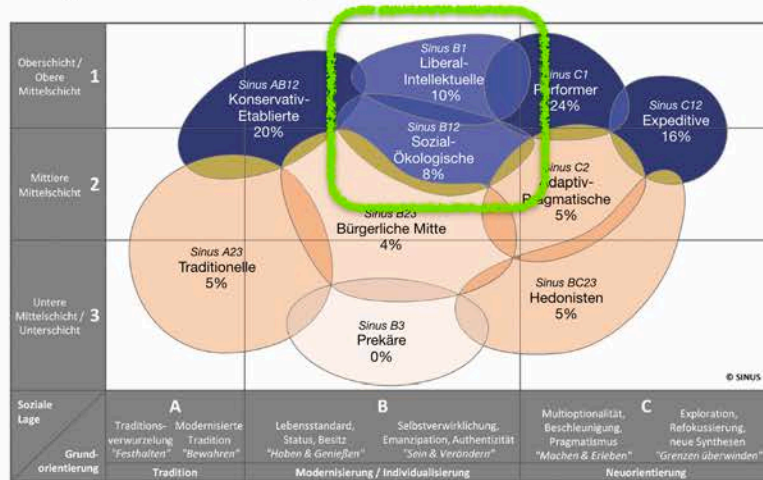 Oberschicht /
Obere
Mittelschicht
1
Sinus AB12
Konservativ-
Etablierte
20%
Sinus B1
Liberal-
Intellektuelle
10%
Sinus C1
Performer
24%
Sinus C12
Expeditive
16%
Mittlere
Mittelschicht
2
Sinus B12
Sozial-
Ökologische
8%
Sinus C2
Adaptiv-
Pragmatische
5%
Sinus B23
Bürgerliche Mitte
4%
Sinus A23
Traditionelle
5%
Untere
Mittelschicht /
Unterschicht
3
Sinus BC23
Hedonisten
5%
Sinus B3
Prekäre
0%
© SINUS
Soziale
Lage
Grund-
orientierung
A
Traditions-
verwurzelung
"Festhalten"
Modernisierte
Tradition
"Bewahren"
Tradition
B
Lebensstandard,
Status, Besitz
"Haben & Genießen"
Selbstverwirklichung,
Emanzipation, Authentizität
"Sein & Verändern"
Modernisierung / Individualisierung
C
Multioptionalität,
Beschleunigung,
Pragmatismus
"Machen & Erleben"
Exploration,
Refokussierung,
neue Synthesen
"Grenzen überwinden"
Neuorientierung